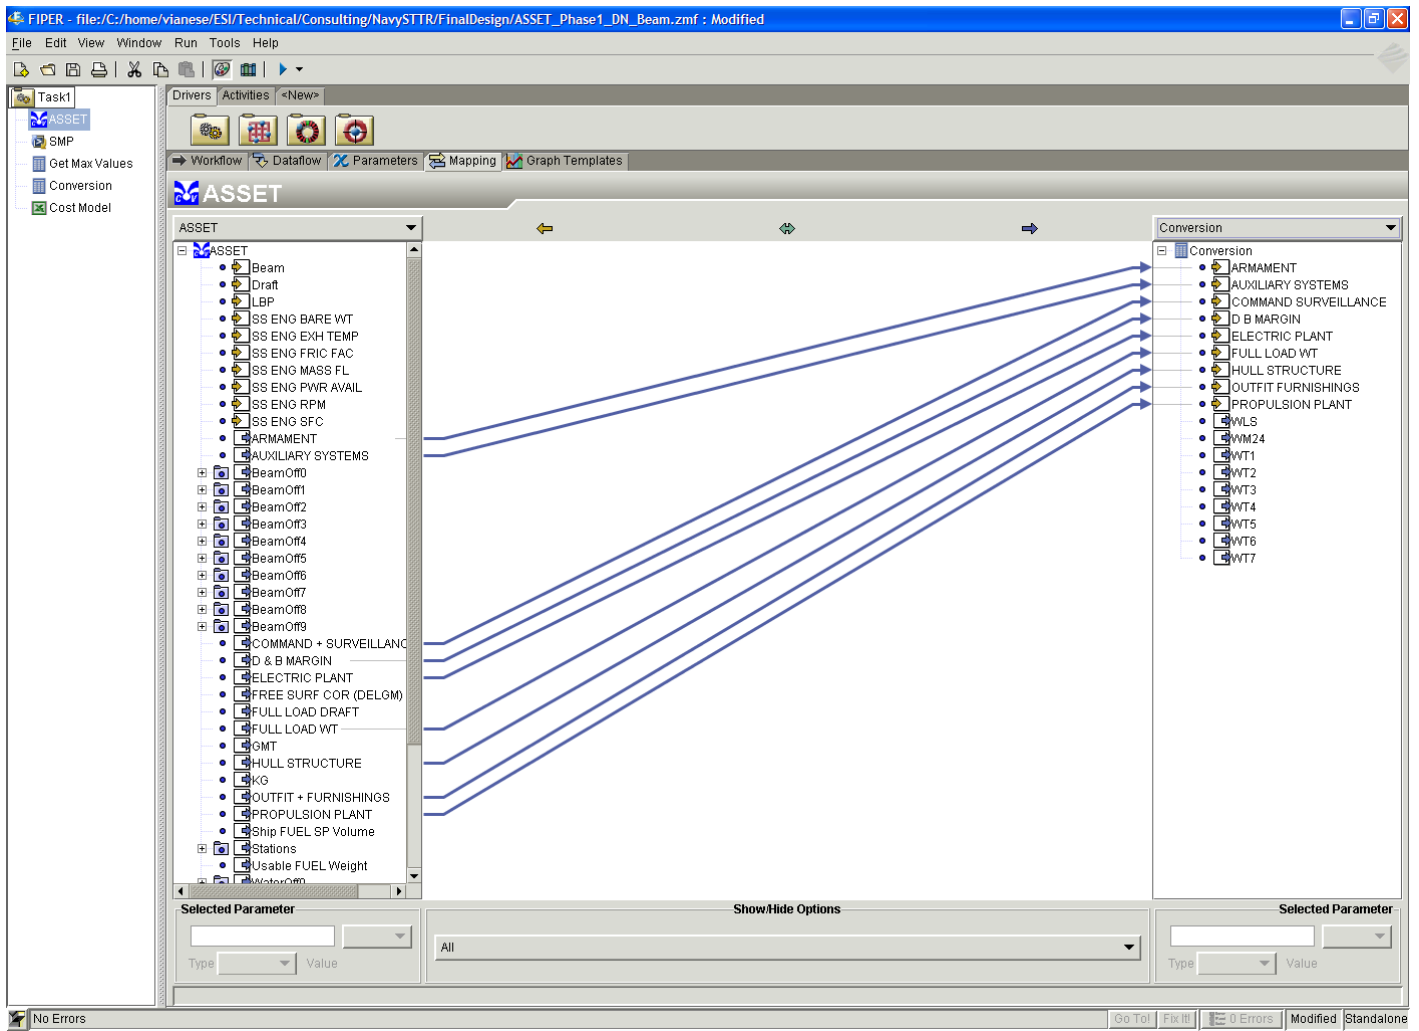 FIPER - file:/C:/home/vianese/ESI/Technical/Consulting/NavySTTR/FinalDesign/ASSET_Phase1_DN_Beam.zmf : Modified
File Edit View Window Run Tools Help
Task1
ASSET
SMP
Get Max Values
Conversion
Cost Model
Drivers Activities <New>
Workflow Dataflow Parameters Mapping Graph Templates
ASSET
ASSET
ASSET
Beam
Draft
LBP
SS ENG BARE WT
SS ENG EXH TEMP
SS ENG FRIC FAC
SS ENG MASS FL
SS ENG PWR AVAIL
SS ENG RPM
SS ENG SFC
ARMAMENT
AUXILIARY SYSTEMS
BeamOff0
BeamOff1
BeamOff2
BeamOff3
BeamOff4
BeamOff5
BeamOff6
BeamOff7
BeamOff8
BeamOff9
COMMAND + SURVEILLANC
D & B MARGIN
ELECTRIC PLANT
FREE SURF COR (DELGM)
FULL LOAD DRAFT
FULL LOAD WT
GMT
HULL STRUCTURE
KG
OUTFIT + FURNISHINGS
PROPULSION PLANT
Ship FUEL SP Volume
Stations
Usable FUEL Weight
WaterOff0
Conversion
Conversion
ARMAMENT
AUXILIARY SYSTEMS
COMMAND SURVEILLANCE
D B MARGIN
ELECTRIC PLANT
FULL LOAD WT
HULL STRUCTURE
OUTFIT FURNISHINGS
PROPULSION PLANT
WLS
WM24
WT1
WT2
WT3
WT4
WT5
WT6
WT7
Selected Parameter
Type Value
Show/Hide Options
All
Selected Parameter
Type Value
No Errors
Go To! Fix It! 0 Errors Modified Standalone